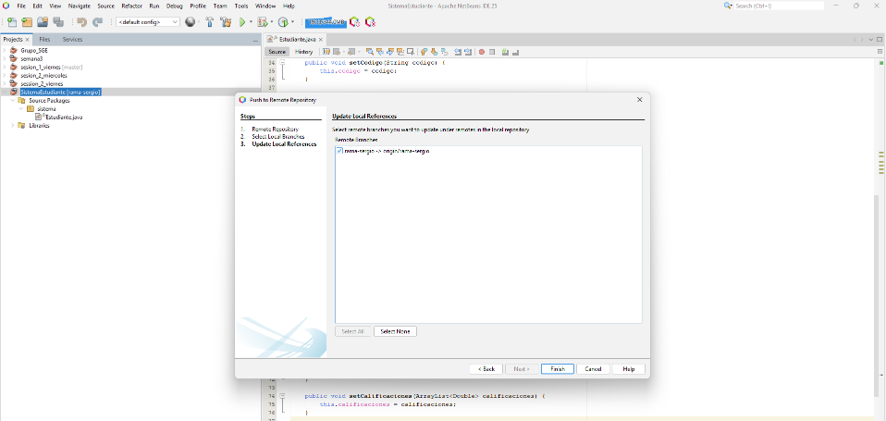 File Edit View Navigate Source Refactor Run Debug Profile Team Tools Window Help
SistemaEstudiante - Apache NetBeans IDE 23
Search (Ctrl+I)
<default config>
Projects
Files
Services
Estudiante.java
Source
History
Grupo_SGE
semana3
sesion_1_viernes [master]
sesion_2_miercoles
session_2_viernes
SistemaEstudiante [rama-sergio]
Source Packages
sistema
Estudiante.java
Libraries
34 public void setCodigo(String codigo) {
35 this.codigo = codigo;
36 }
37
Push to Remote Repository
Steps
1. Remote Repository
2. Select Local Branches
3. Update Local References
Update Local References
Select remote branches you want to update under remotes in the local repository
Remote Branches
rama-sergio -> origin/rama-sergio
Select All
Select None
< Back
Next >
Finish
Cancel
Help
72 }
73
74 public void setCalificaciones(ArrayList<Double> calificaciones) {
75 this.calificaciones = calificaciones;
76 }